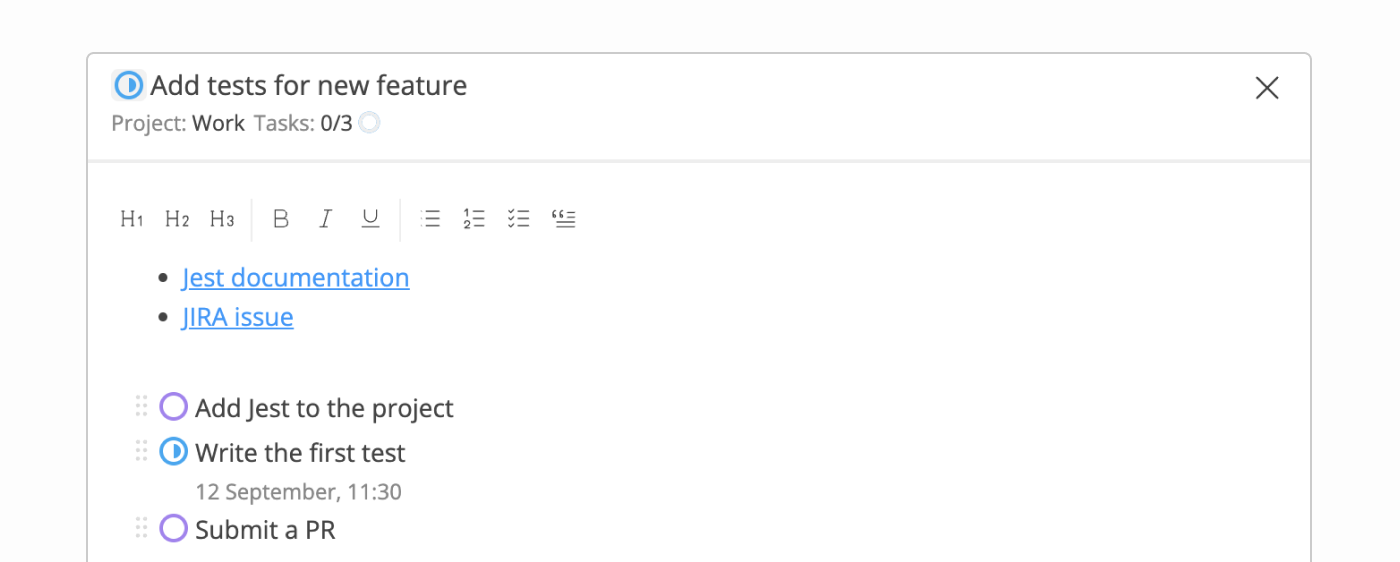 Add tests for new feature
Project: Work Tasks: 0/3
H1 H2 H3 B I U
Jest documentation
JIRA issue
Add Jest to the project
Write the first test
12 September, 11:30
Submit a PR